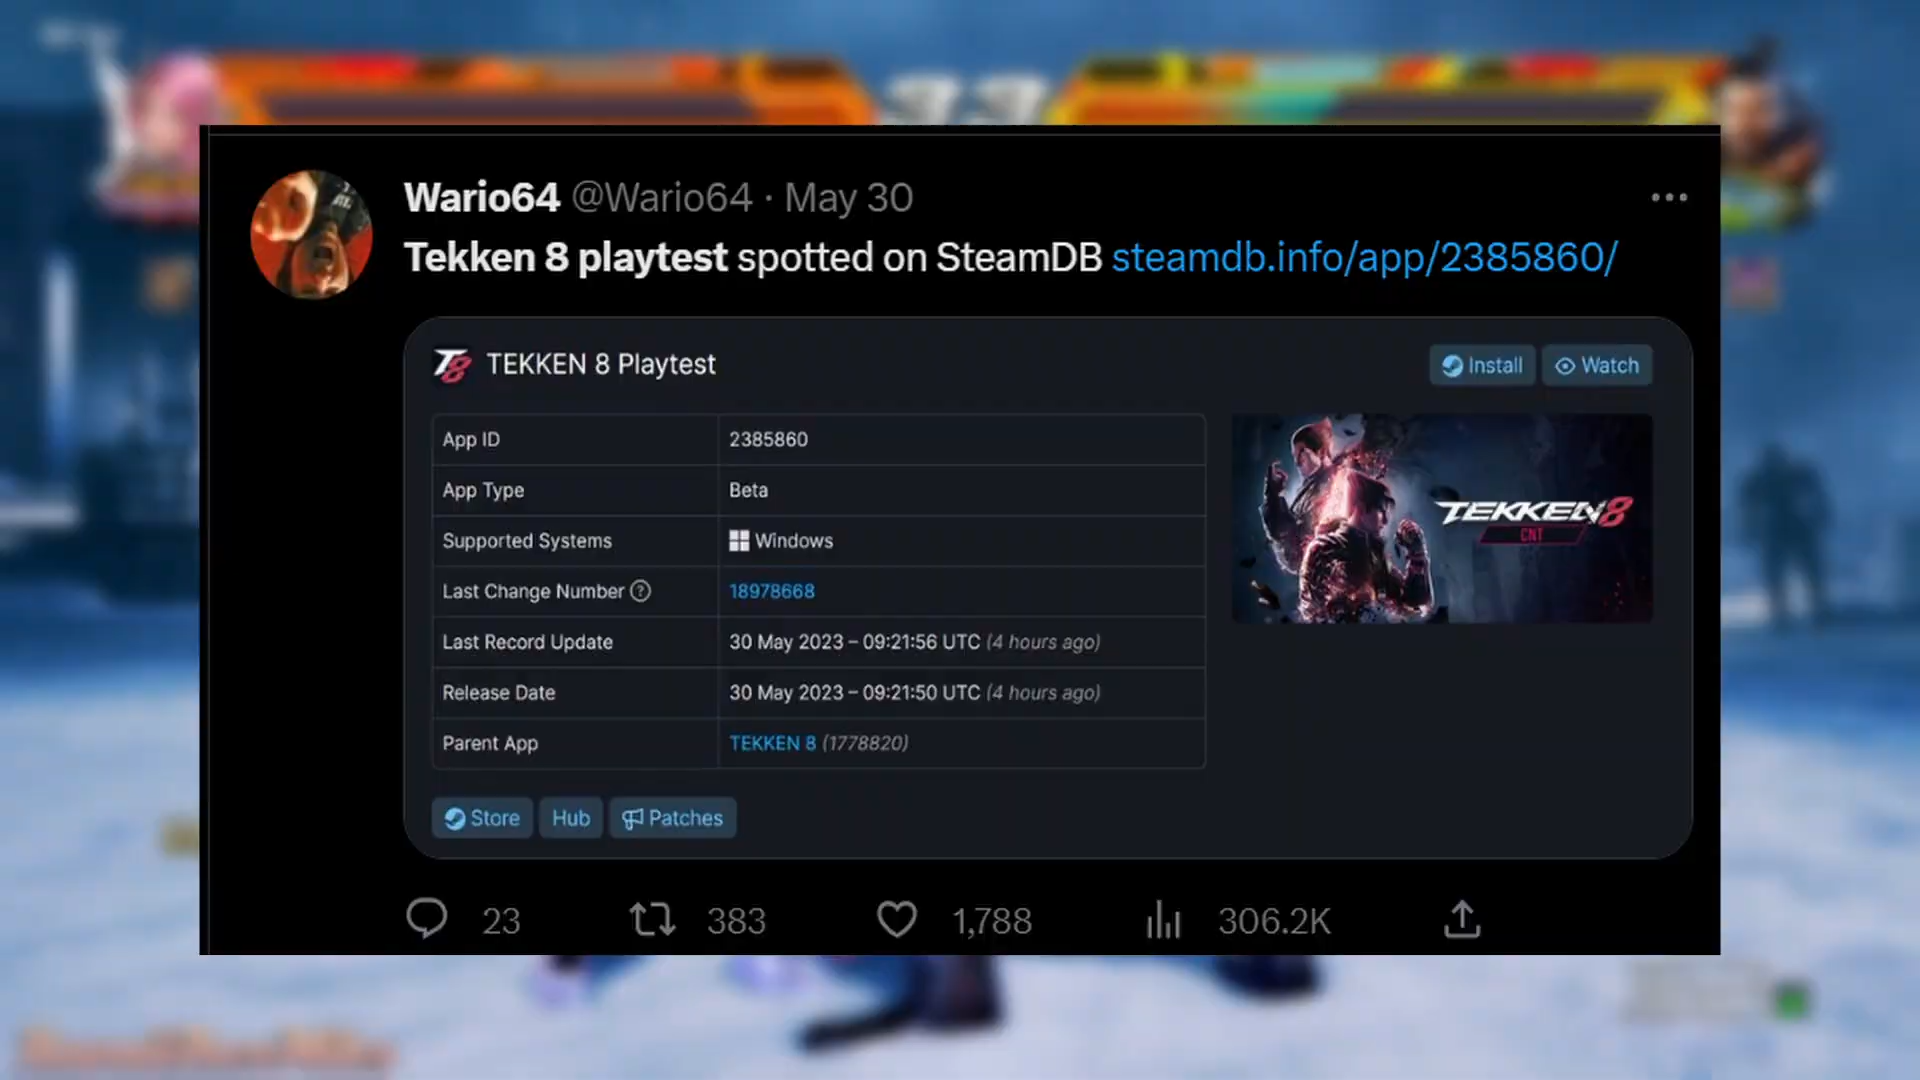 Wario64 @Wario64 · May 30
Tekken 8 playtest spotted on SteamDB steamdb.info/app/2385860/
TEKKEN 8 Playtest
Install
Watch
App ID 2385860
App Type Beta
Supported Systems Windows
Last Change Number 18978668
Last Record Update 30 May 2023 – 09:21:56 UTC (4 hours ago)
Release Date 30 May 2023 – 09:21:50 UTC (4 hours ago)
Parent App TEKKEN 8 (1778820)
TEKKEN 8
CNT
Store
Hub
Patches
23 383 1,788 306.2K